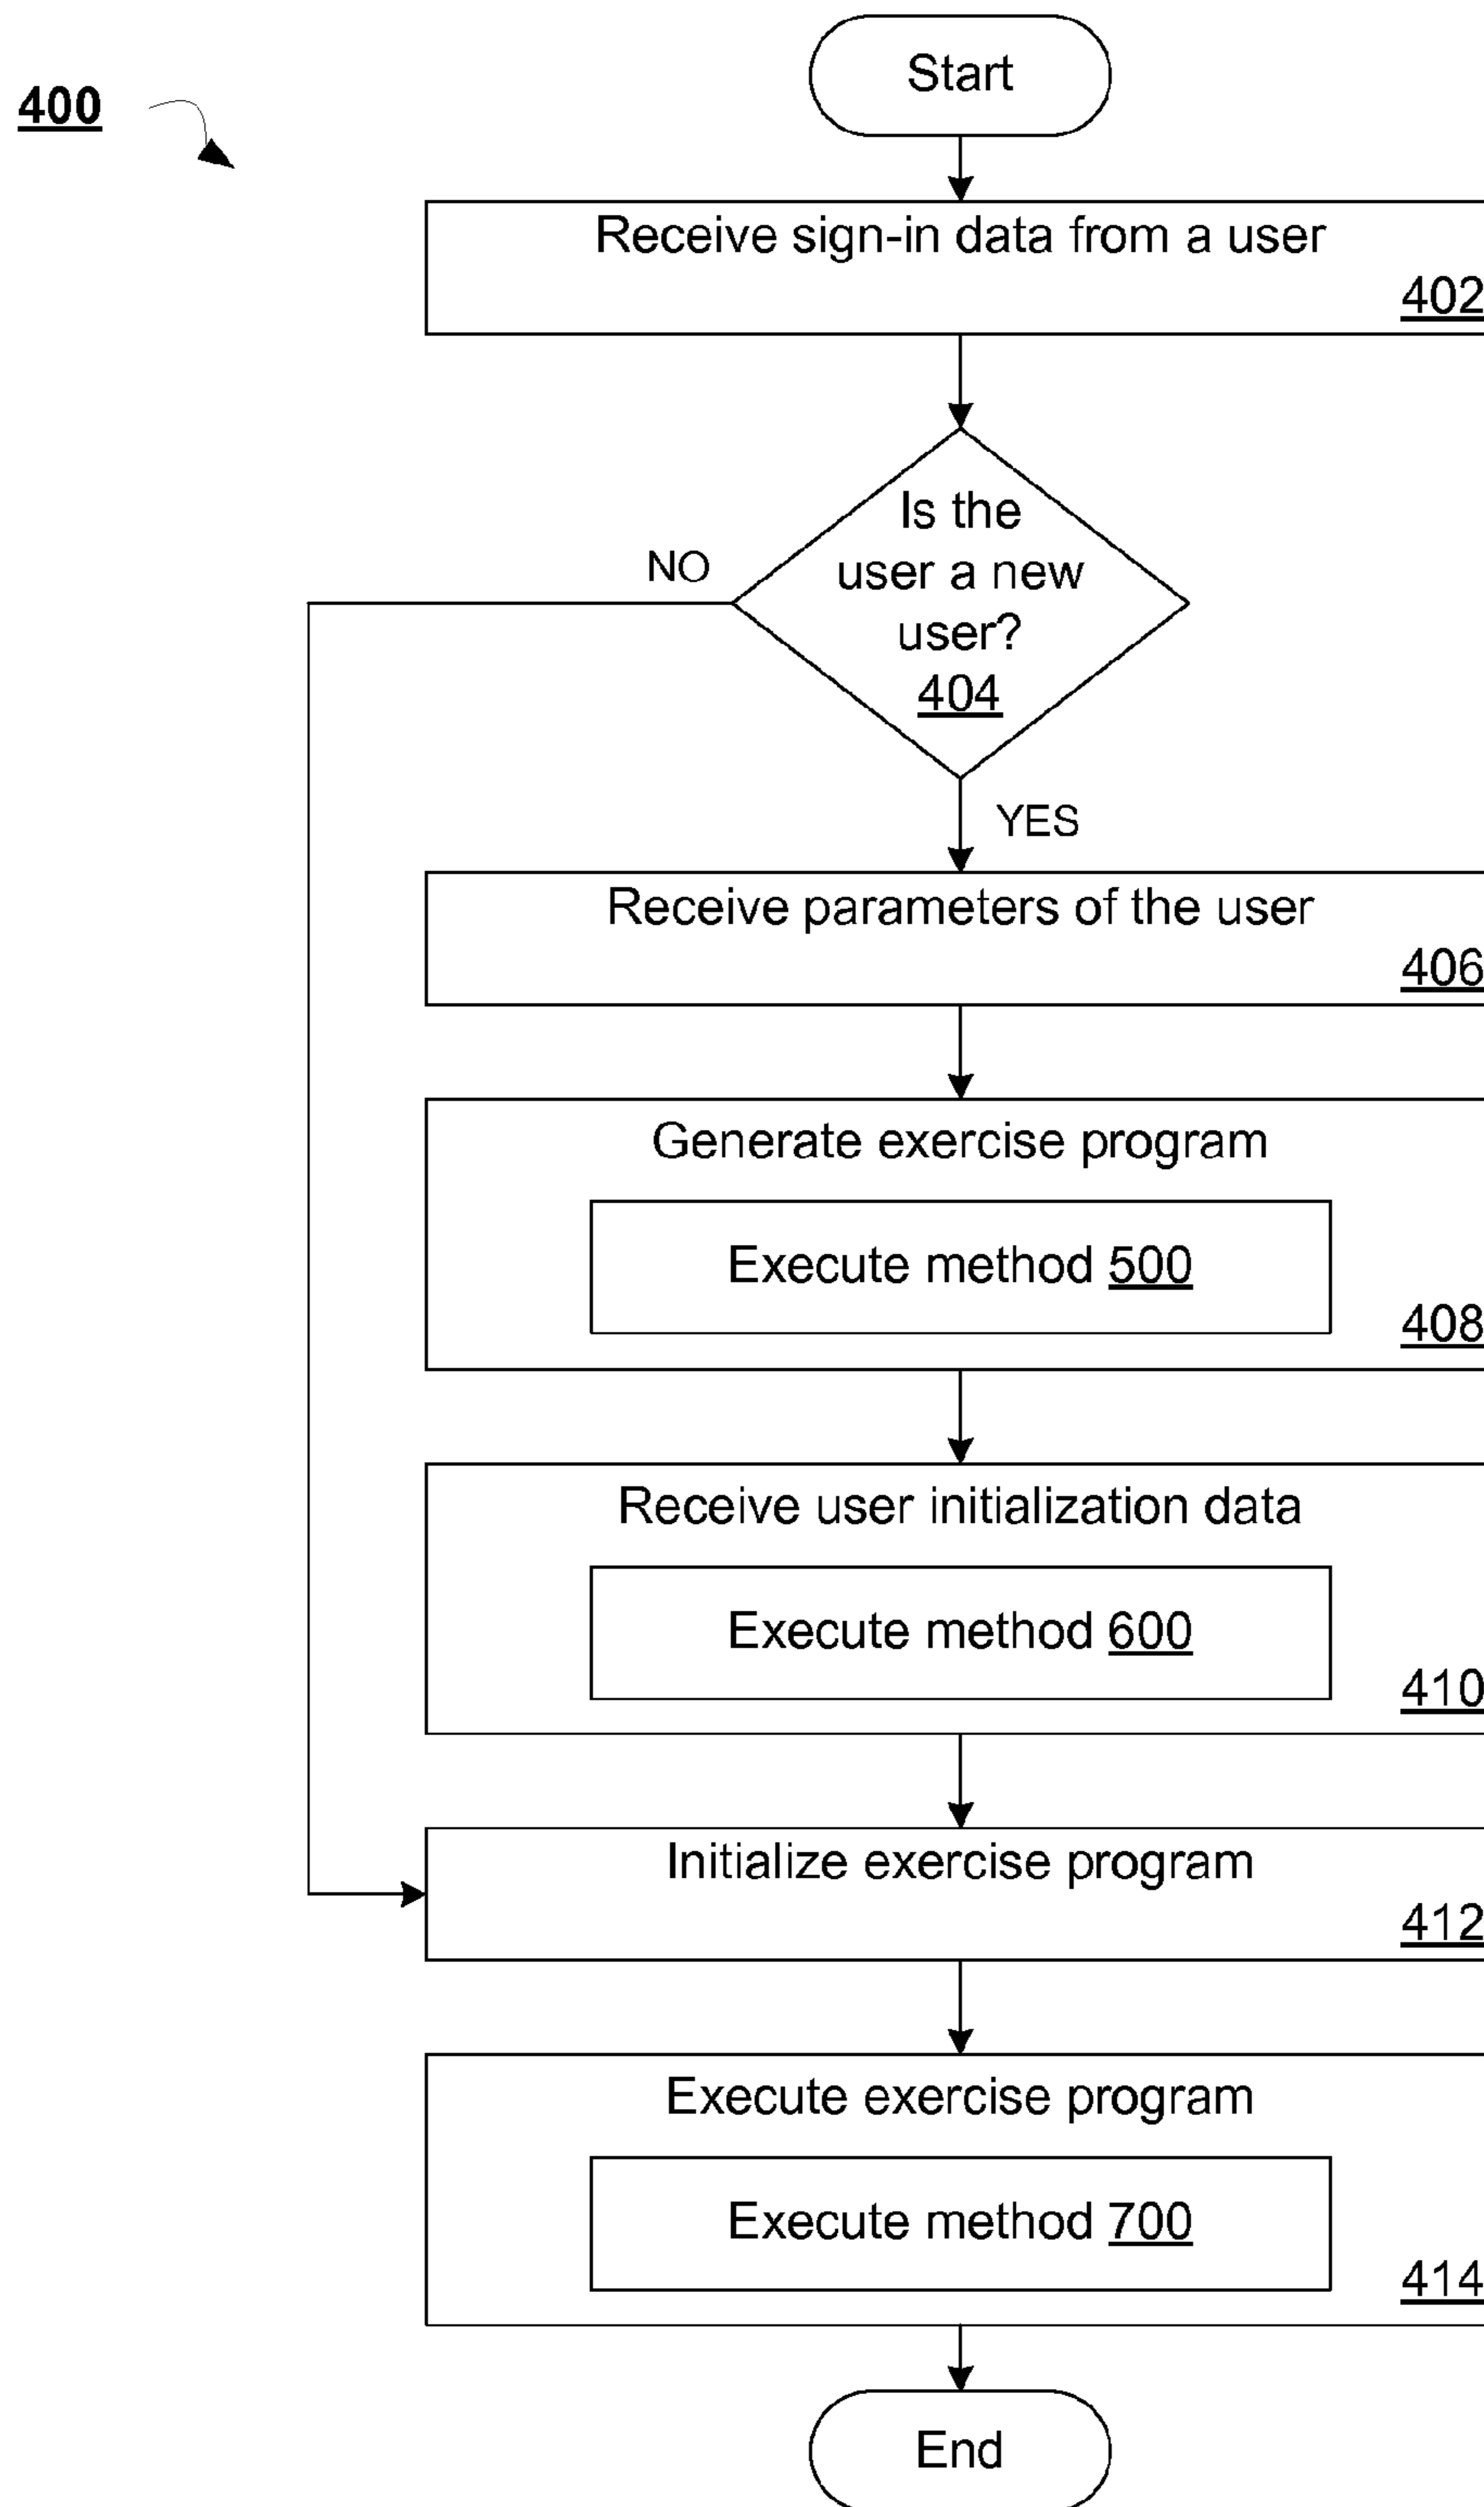 400
Start
Receive sign-in data from a user
402
Is the
user a new
user?
404
NO
YES
Receive parameters of the user
406
Generate exercise program
Execute method 500
408
Receive user initialization data
Execute method 600
410
Initialize exercise program
412
Execute exercise program
Execute method 700
414
End